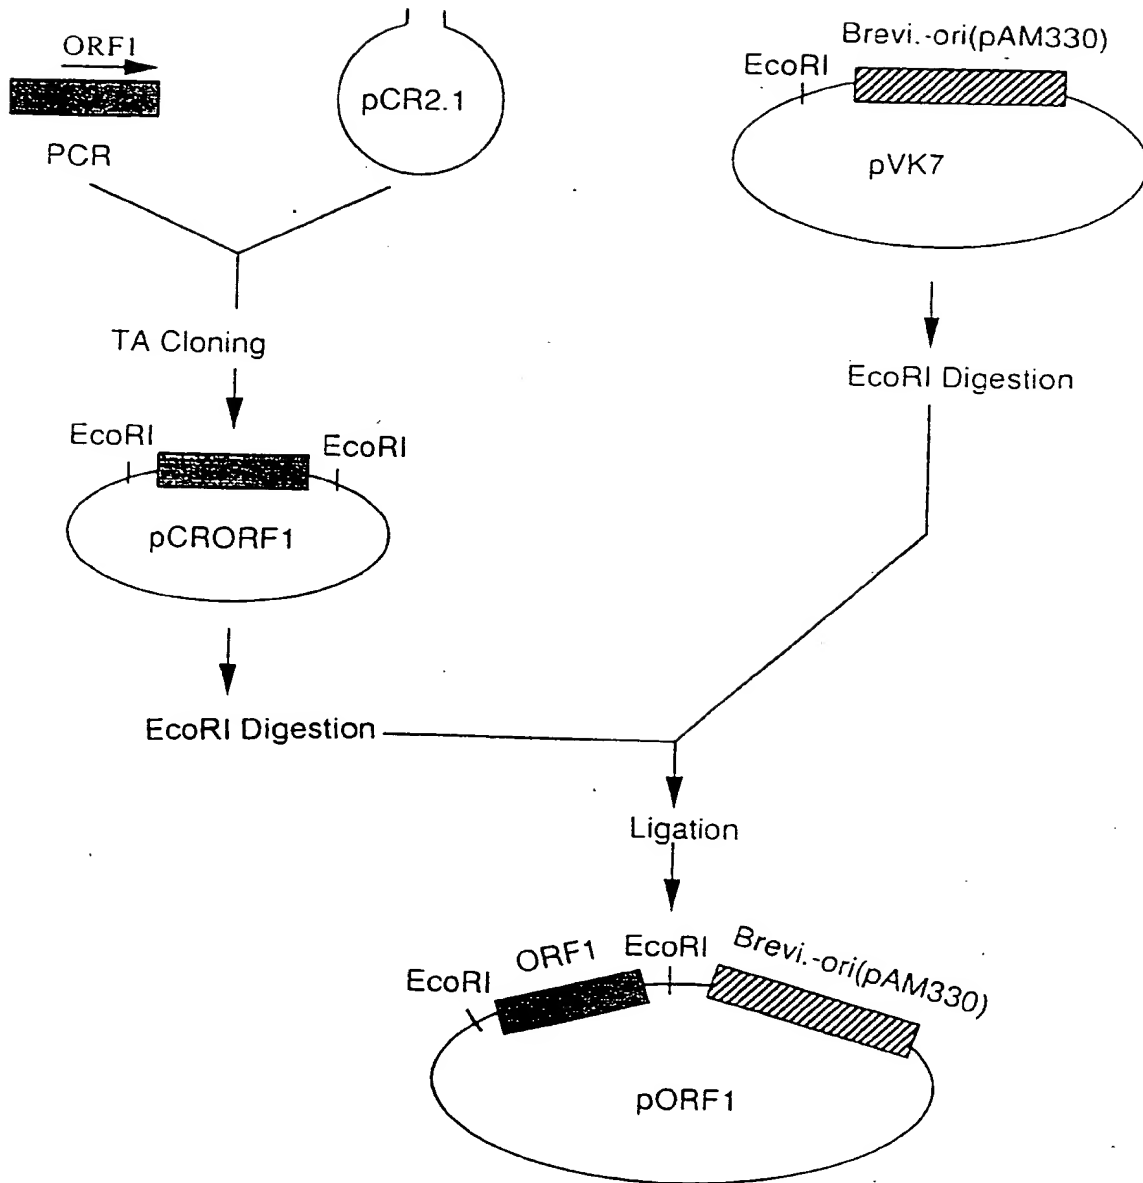 ORF1
PCR
pCR2.1
Brevi.-ori(pAM330)
EcoRI
pVK7
TA Cloning
EcoRI Digestion
EcoRI
EcoRI
pCRORF1
EcoRI Digestion
Ligation
EcoRI
ORF1
EcoRI
Brevi.-ori(pAM330)
pORF1